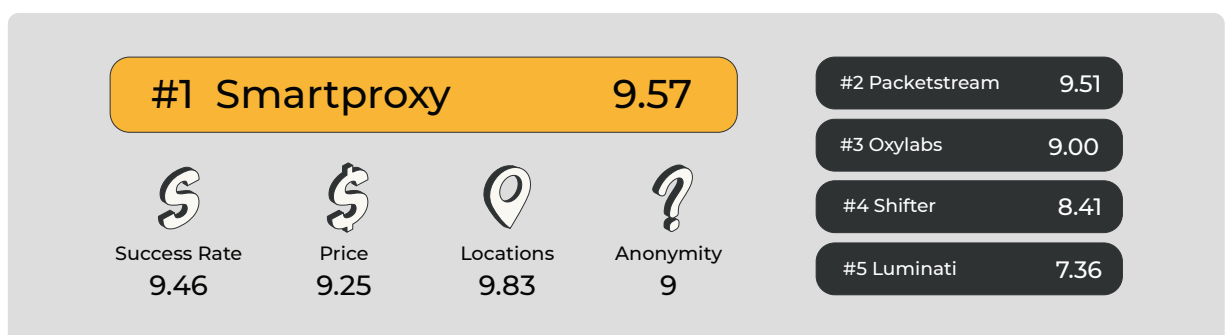 #1 Smartproxy 9.57
Success Rate
9.46
Price
9.25
Locations
9.83
Anonymity
9
#2 Packetstream 9.51
#3 Oxylabs 9.00
#4 Shifter 8.41
#5 Luminati 7.36